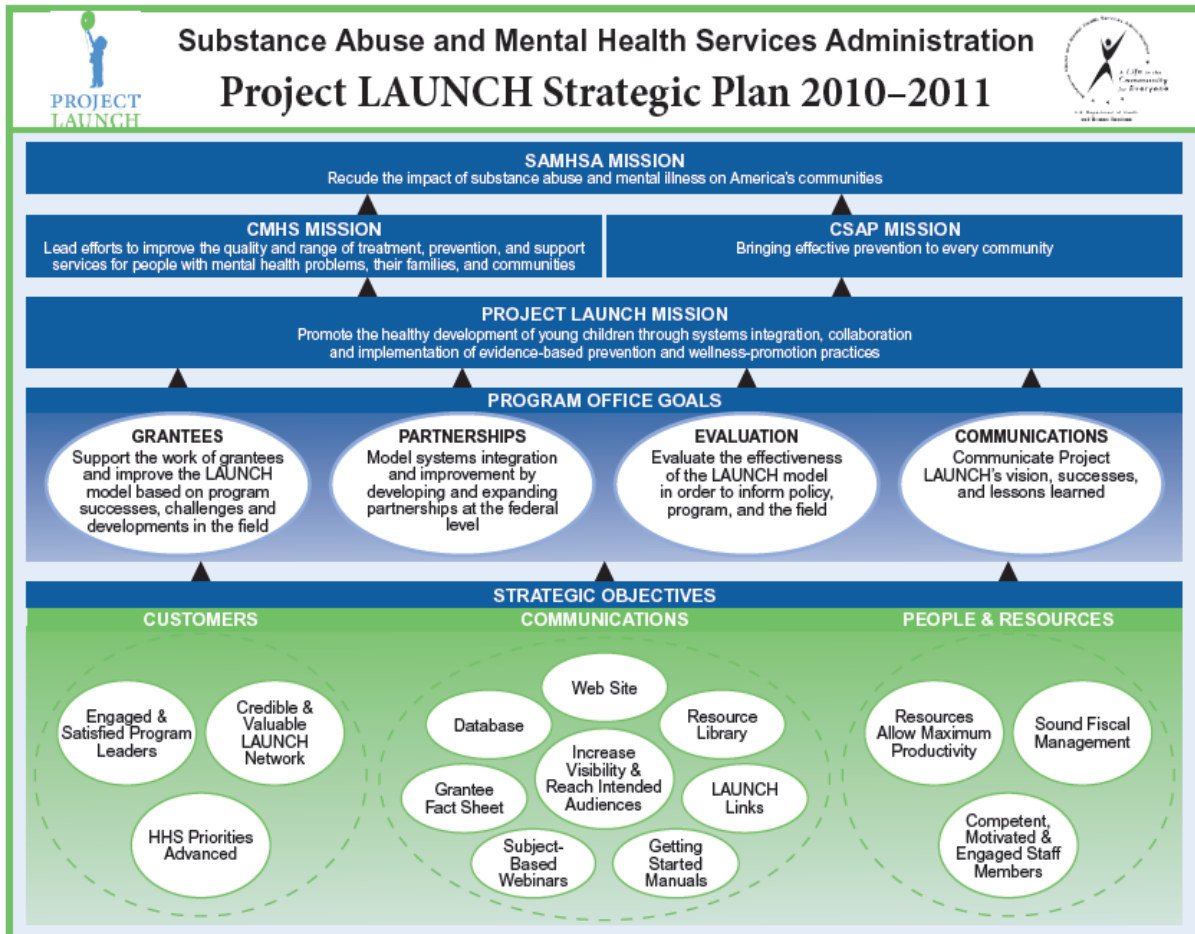 PROJECT
LAUNCH
Substance Abuse and Mental Health Services Administration
Project LAUNCH Strategic Plan 2010–2011
A Life in the
Community
for Everyone
SAMHSA MISSION
Recude the impact of substance abuse and mental illness on America's communities
CMHS MISSION
Lead efforts to improve the quality and range of treatment, prevention, and support
services for people with mental health problems, their families, and communities
CSAP MISSION
Bringing effective prevention to every community
PROJECT LAUNCH MISSION
Promote the healthy development of young children through systems integration, collaboration
and implementation of evidence-based prevention and wellness-promotion practices
PROGRAM OFFICE GOALS
GRANTEES
Support the work of grantees
and improve the LAUNCH
model based on program
successes, challenges and
developments in the field
PARTNERSHIPS
Model systems integration
and improvement by
developing and expanding
partnerships at the federal
level
EVALUATION
Evaluate the effectiveness
of the LAUNCH model
in order to inform policy,
program, and the field
COMMUNICATIONS
Communicate Project
LAUNCH's vision, successes,
and lessons learned
STRATEGIC OBJECTIVES
CUSTOMERS
Engaged &
Satisfied Program
Leaders
Credible &
Valuable
LAUNCH
Network
HHS Priorities
Advanced
COMMUNICATIONS
Web Site
Database
Resource
Library
Increase
Visibility &
Reach Intended
Audiences
Grantee
Fact Sheet
LAUNCH
Links
Subject-
Based
Webinars
Getting
Started
Manuals
PEOPLE & RESOURCES
Resources
Allow Maximum
Productivity
Sound Fiscal
Management
Competent,
Motivated &
Engaged Staff
Members